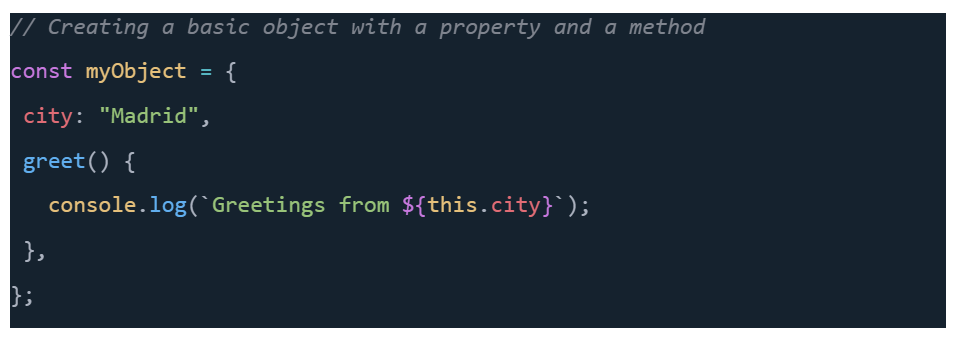 // Creating a basic object with a property and a method
const myObject = {
 city: "Madrid",
 greet() {
   console.log(`Greetings from ${this.city}`);
 },
};